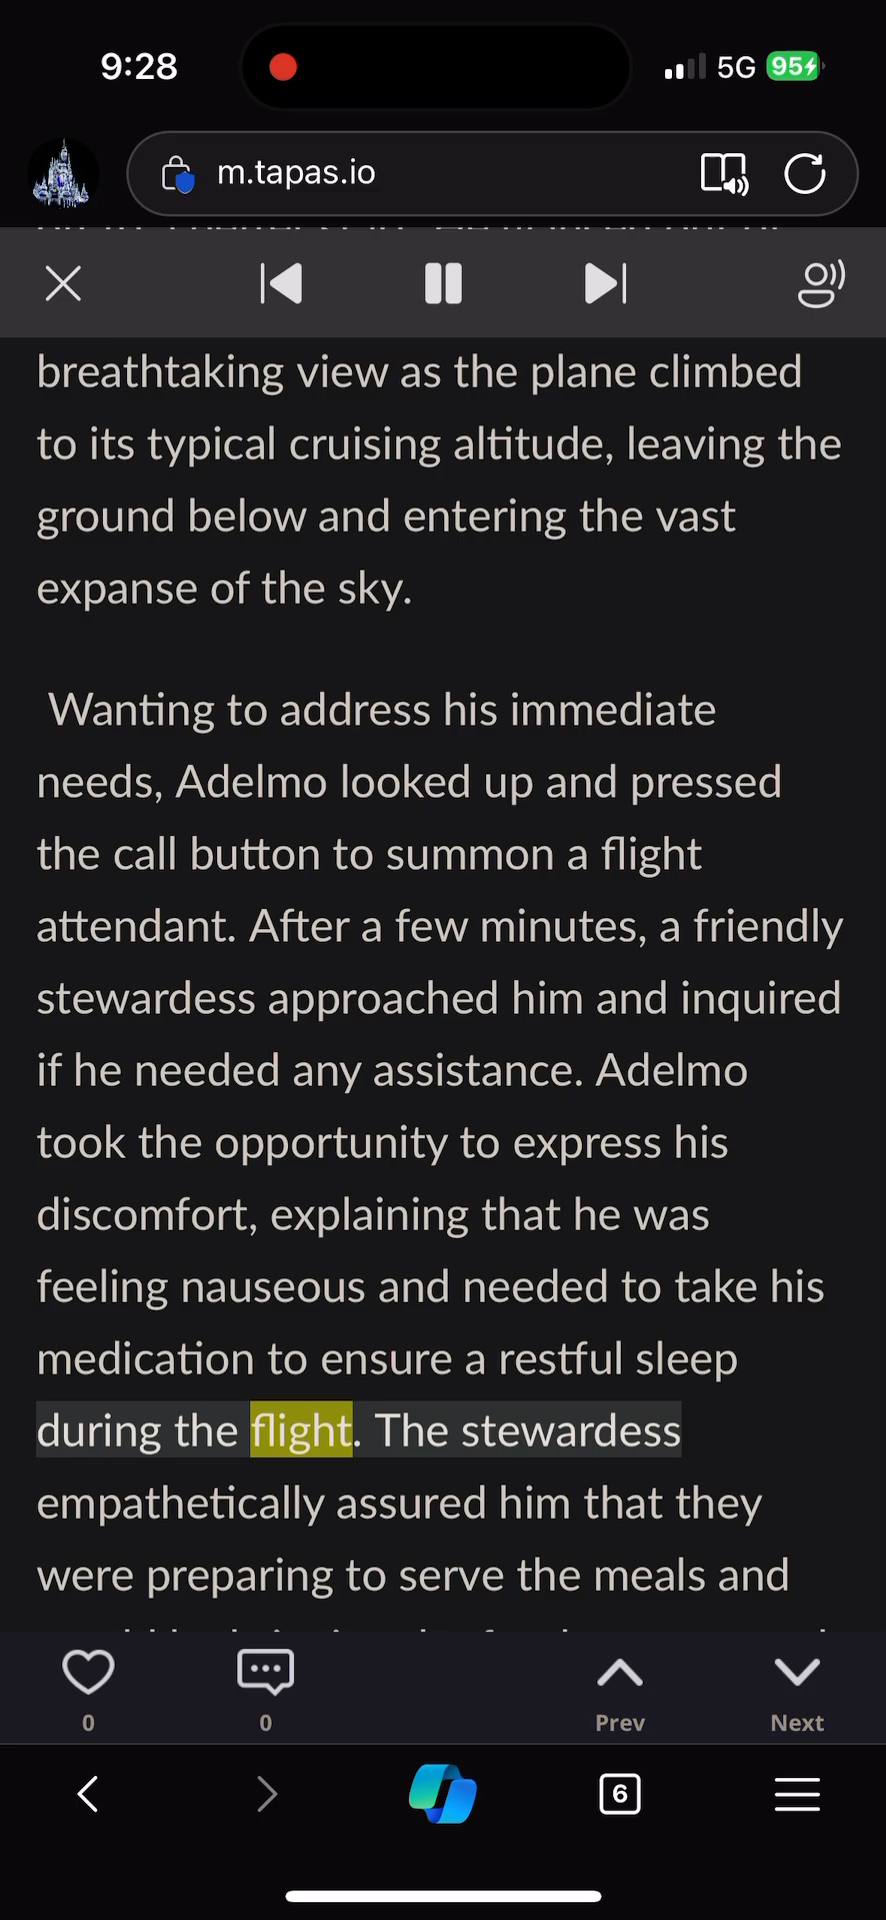 9:28
5G
95
m.tapas.io
breathtaking view as the plane climbed
to its typical cruising altitude, leaving the
ground below and entering the vast
expanse of the sky.
Wanting to address his immediate
needs, Adelmo looked up and pressed
the call button to summon a flight
attendant. After a few minutes, a friendly
stewardess approached him and inquired
if he needed any assistance. Adelmo
took the opportunity to express his
discomfort, explaining that he was
feeling nauseous and needed to take his
medication to ensure a restful sleep
during the flight. The stewardess
empathetically assured him that they
were preparing to serve the meals and
0
0
Prev
Next
6